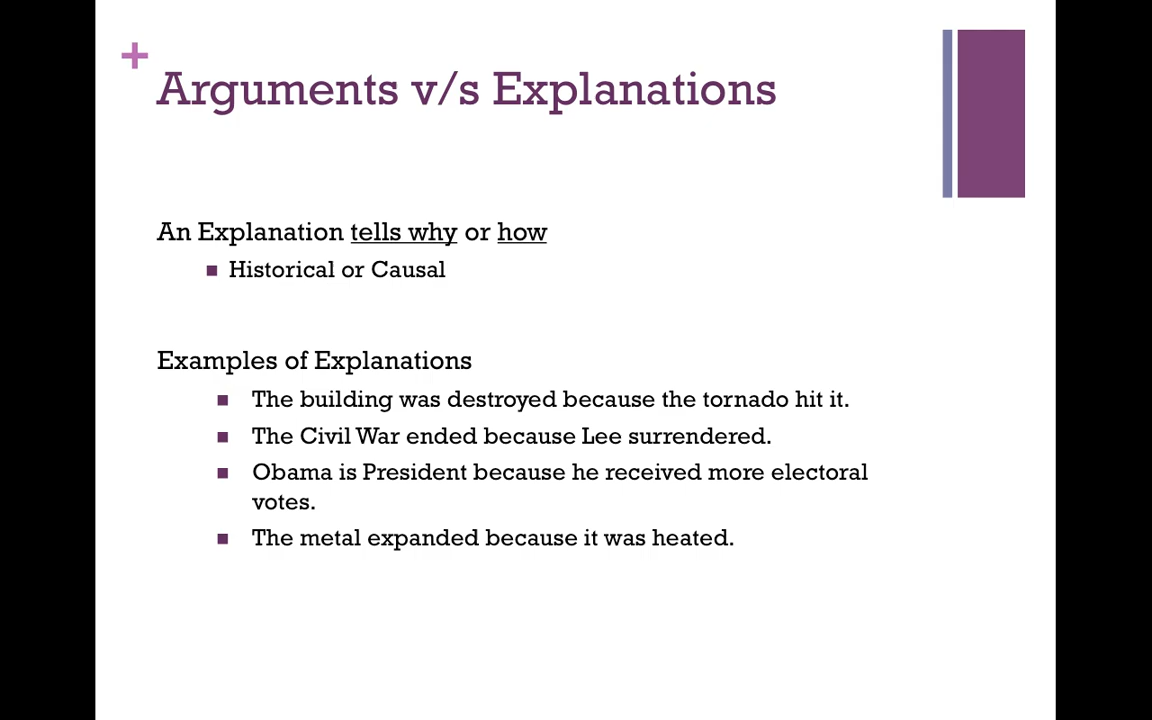 +
Arguments v/s Explanations
An Explanation tells why or how
■ Historical or Causal
Examples of Explanations
■ The building was destroyed because the tornado hit it.
■ The Civil War ended because Lee surrendered.
■ Obama is President because he received more electoral
votes.
■ The metal expanded because it was heated.